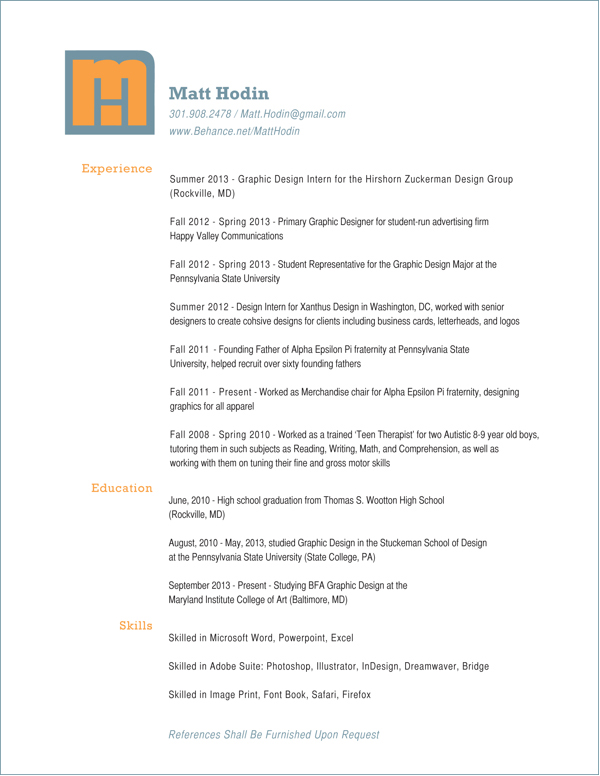 mH
Matt Hodin
301.908.2478 / Matt.Hodin@gmail.com
www.Behance.net/MattHodin
Experience
Summer 2013 - Graphic Design Intern for the Hirshorn Zuckerman Design Group
(Rockville, MD)
Fall 2012 - Spring 2013 - Primary Graphic Designer for student-run advertising firm
Happy Valley Communications
Fall 2012 - Spring 2013 - Student Representative for the Graphic Design Major at the
Pennsylvania State University
Summer 2012 - Design Intern for Xanthus Design in Washington, DC, worked with senior
designers to create cohsive designs for clients including business cards, letterheads, and logos
Fall 2011 - Founding Father of Alpha Epsilon Pi fraternity at Pennsylvania State
University, helped recruit over sixty founding fathers
Fall 2011 - Present - Worked as Merchandise chair for Alpha Epsilon Pi fraternity, designing
graphics for all apparel
Fall 2008 - Spring 2010 - Worked as a trained ‘Teen Therapist’ for two Autistic 8-9 year old boys,
tutoring them in such subjects as Reading, Writing, Math, and Comprehension, as well as
working with them on tuning their fine and gross motor skills
Education
June, 2010 - High school graduation from Thomas S. Wootton High School
(Rockville, MD)
August, 2010 - May, 2013, studied Graphic Design in the Stuckeman School of Design
at the Pennsylvania State University (State College, PA)
September 2013 - Present - Studying BFA Graphic Design at the
Maryland Institute College of Art (Baltimore, MD)
Skills
Skilled in Microsoft Word, Powerpoint, Excel
Skilled in Adobe Suite: Photoshop, Illustrator, InDesign, Dreamwaver, Bridge
Skilled in Image Print, Font Book, Safari, Firefox
References Shall Be Furnished Upon Request